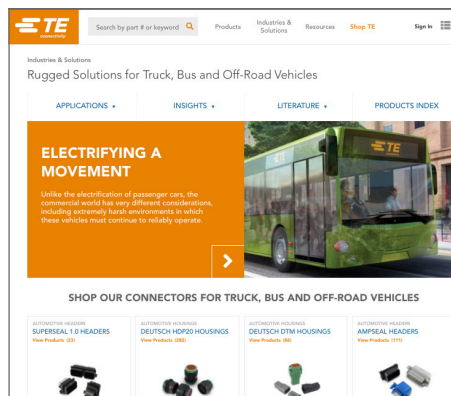 TE
connectivity
Search by part # or keyword
Products
Industries &
Solutions
Resources
Shop TE
Sign In
Industries & Solutions
Rugged Solutions for Truck, Bus and Off-Road Vehicles
APPLICATIONS
INSIGHTS
LITERATURE
PRODUCTS INDEX
ELECTRIFYING A
MOVEMENT
Unlike the electrification of passenger cars, the
commercial world has very different considerations,
including extremely harsh environments in which
these vehicles must continue to reliably operate.
TE
SHOP OUR CONNECTORS FOR TRUCK, BUS AND OFF-ROAD VEHICLES
AUTOMOTIVE HEADERS
SUPERSEAL 1.0 HEADERS
View Products (23)
AUTOMOTIVE HOUSINGS
DEUTSCH HDP20 HOUSINGS
View Products (282)
AUTOMOTIVE HOUSINGS
DEUTSCH DTM HOUSINGS
View Products (86)
AUTOMOTIVE HEADERS
AMPSEAL HEADERS
View Products (111)